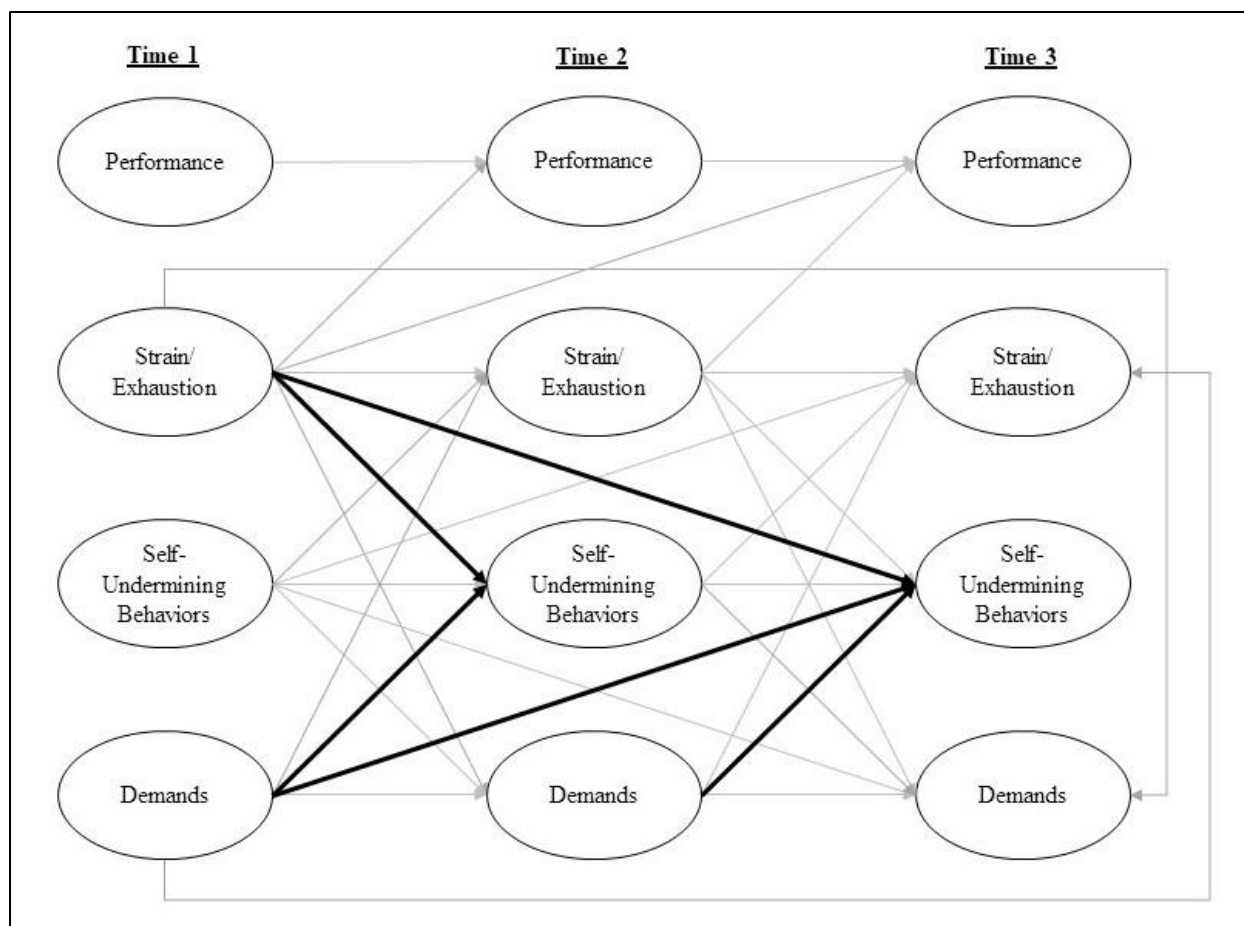 Time 1
Time 2
Time 3
Performance
Performance
Performance
Strain/
Exhaustion
Strain/
Exhaustion
Strain/
Exhaustion
Self-
Undermining
Behaviors
Self-
Undermining
Behaviors
Self-
Undermining
Behaviors
Demands
Demands
Demands